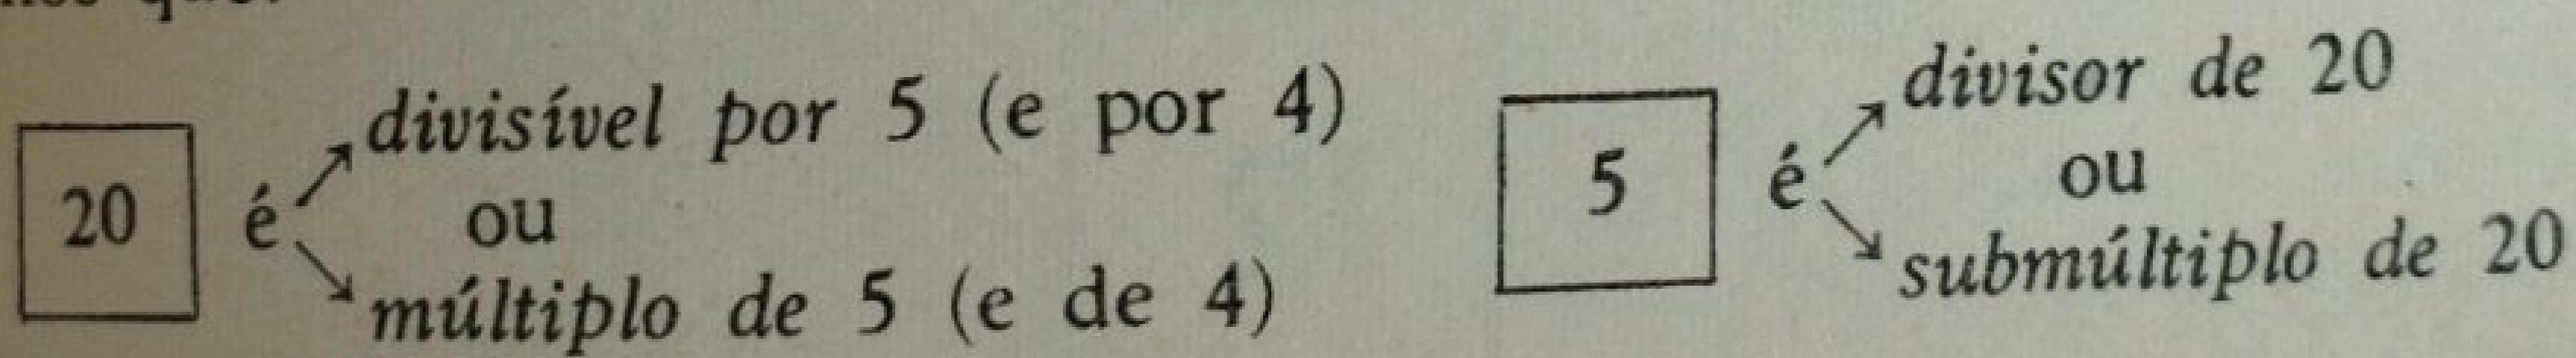 que:
divisível por 5 (e por 4)
20 é ou
múltiplo de 5 (e de 4)
divisor de 20
5 é ou
submúltiplo de 20